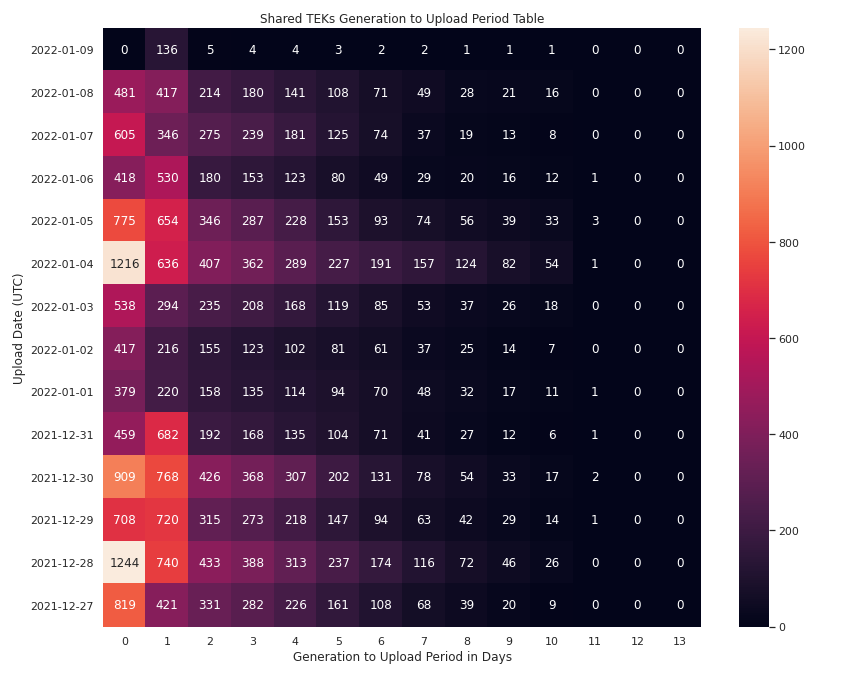 Shared TEKs Generation to Upload Period Table
2022-01-09 0 136 5 4 4 3 2 2 1 1 1 0 0 0
2022-01-08 481 417 214 180 141 108 71 49 28 21 16 0 0 0
2022-01-07 605 346 275 239 181 125 74 37 19 13 8 0 0 0
2022-01-06 418 530 180 153 123 80 49 29 20 16 12 1 0 0
2022-01-05 775 654 346 287 228 153 93 74 56 39 33 3 0 0
2022-01-04 1216 636 407 362 289 227 191 157 124 82 54 1 0 0
2022-01-03 538 294 235 208 168 119 85 53 37 26 18 0 0 0
2022-01-02 417 216 155 123 102 81 61 37 25 14 7 0 0 0
2022-01-01 379 220 158 135 114 94 70 48 32 17 11 1 0 0
2021-12-31 459 682 192 168 135 104 71 41 27 12 6 1 0 0
2021-12-30 909 768 426 368 307 202 131 78 54 33 17 2 0 0
2021-12-29 708 720 315 273 218 147 94 63 42 29 14 1 0 0
2021-12-28 1244 740 433 388 313 237 174 116 72 46 26 0 0 0
2021-12-27 819 421 331 282 226 161 108 68 39 20 9 0 0 0
0 1 2 3 4 5 6 7 8 9 10 11 12 13
Generation to Upload Period in Days
Upload Date (UTC)
1200
1000
800
600
400
200
0